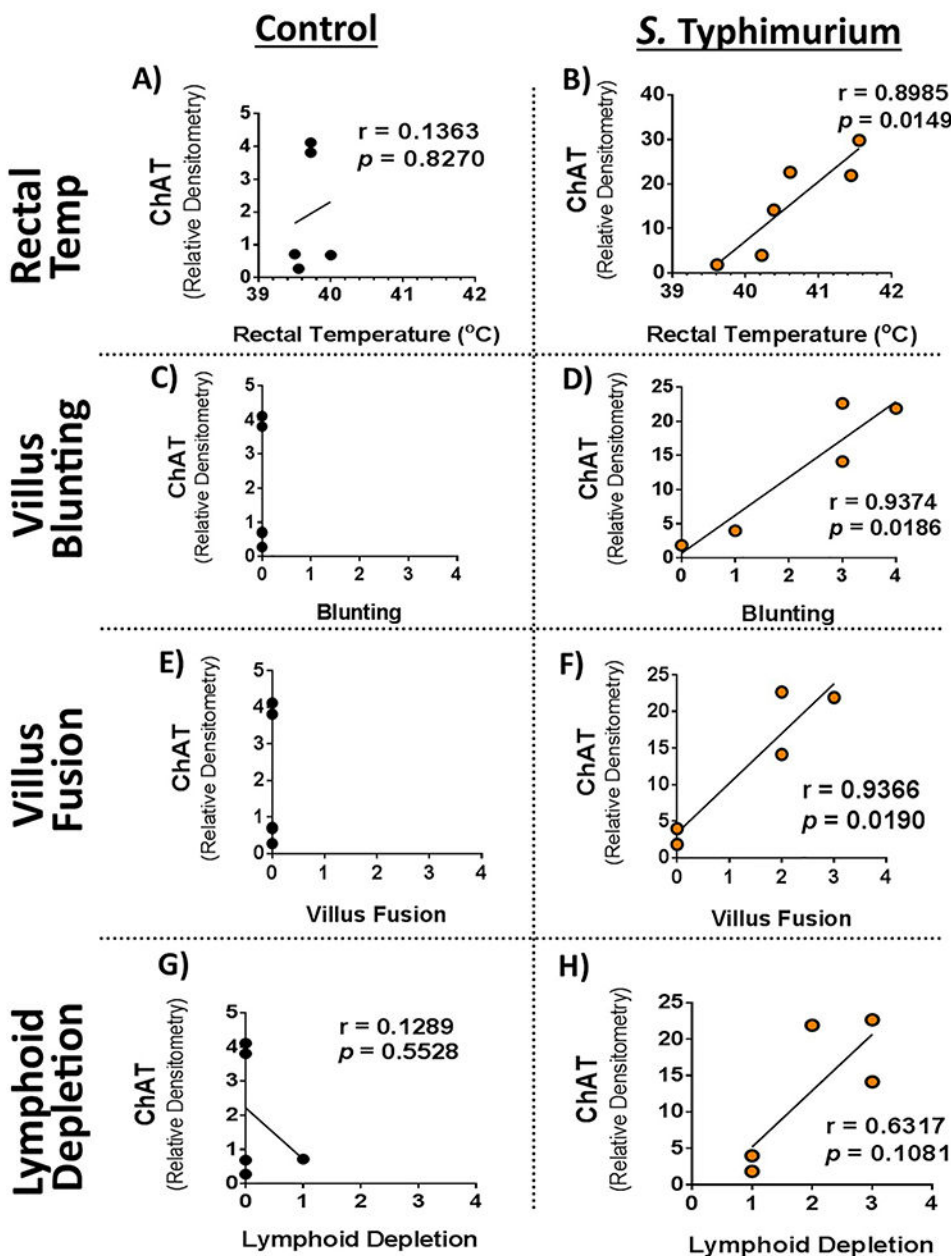 Control
S. Typhimurium
Rectal
Temp
A)
ChAT
(Relative Densitometry)
5
4
3
2
1
0
r = 0.1363
p = 0.8270
39 40 41 42
Rectal Temperature (°C)
B)
ChAT
(Relative Densitometry)
40
30
20
10
0
r = 0.8985
p = 0.0149
39 40 41 42
Rectal Temperature (°C)
Villus
Blunting
C)
ChAT
(Relative Densitometry)
5
4
3
2
1
0
0 1 2 3 4
Blunting
D)
ChAT
(Relative Densitometry)
25
20
15
10
5
0
r = 0.9374
p = 0.0186
0 1 2 3 4
Blunting
Villus
Fusion
E)
ChAT
(Relative Densitometry)
5
4
3
2
1
0
0 1 2 3 4
Villus Fusion
F)
ChAT
(Relative Densitometry)
25
20
15
10
5
0
r = 0.9366
p = 0.0190
0 1 2 3 4
Villus Fusion
Lymphoid
Depletion
G)
ChAT
(Relative Densitometry)
5
4
3
2
1
0
r = 0.1289
p = 0.5528
0 1 2 3 4
Lymphoid Depletion
H)
ChAT
(Relative Densitometry)
25
20
15
10
5
0
r = 0.6317
p = 0.1081
0 1 2 3 4
Lymphoid Depletion